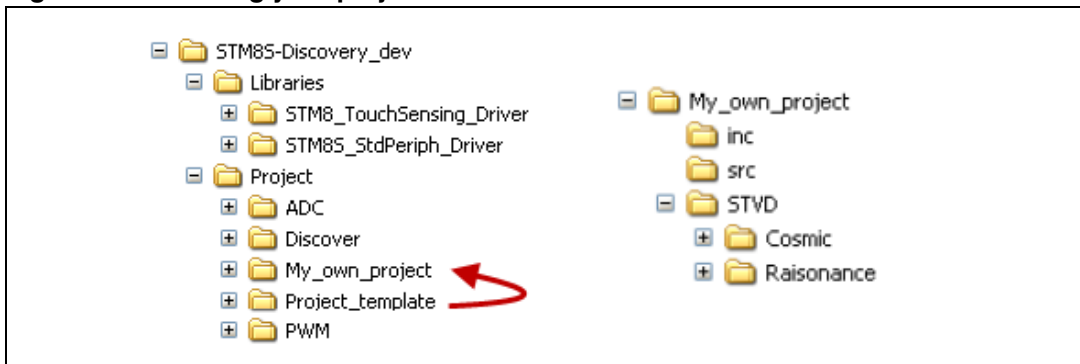 STM8S-Discovery_dev
Libraries
STM8_TouchSensing_Driver
STM8S_StdPeriph_Driver
Project
ADC
Discover
My_own_project
Project_template
PWM
My_own_project
inc
src
STVD
Cosmic
Raisonance